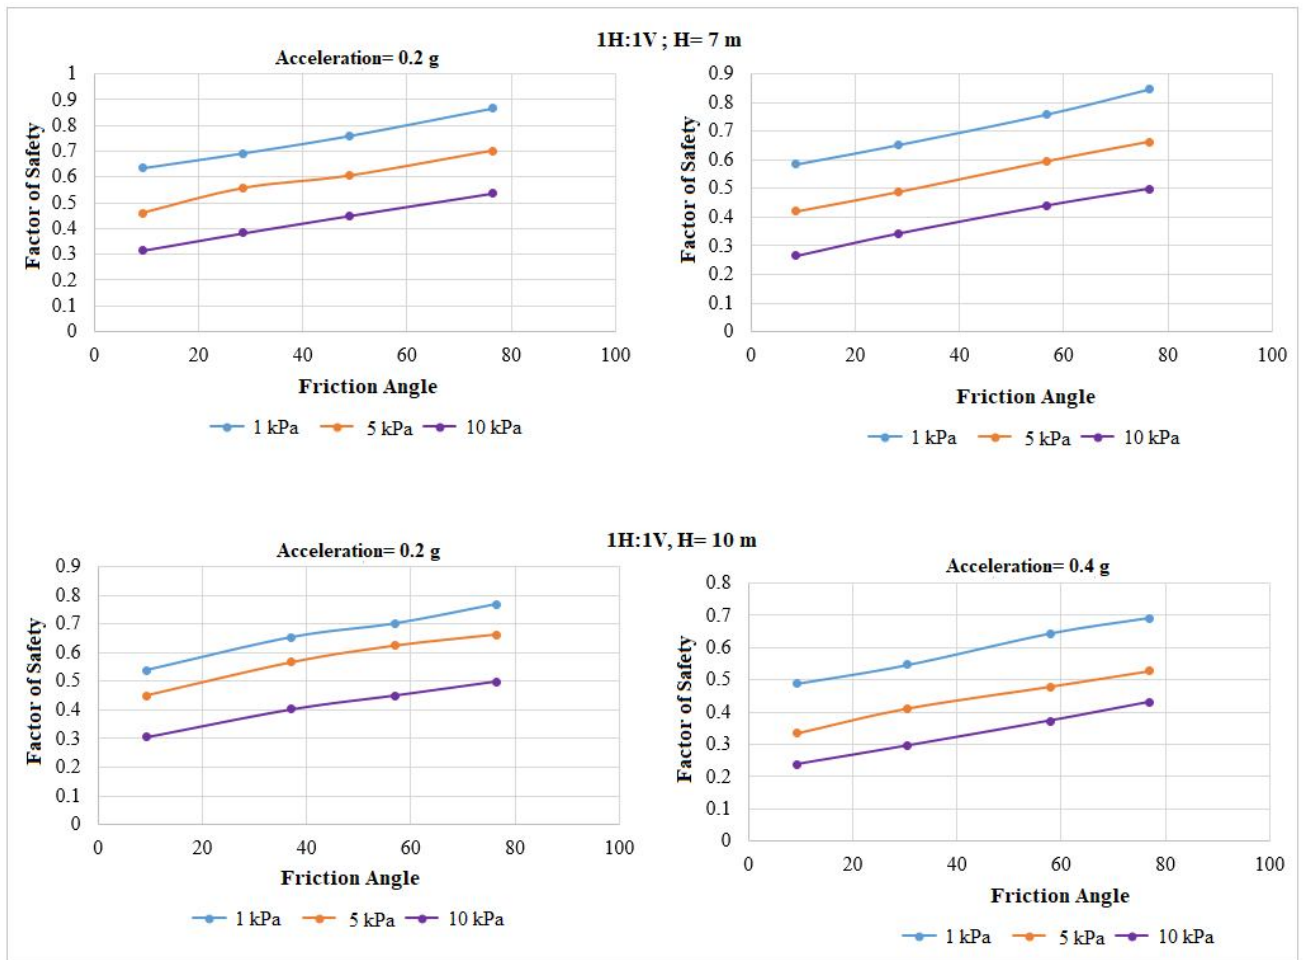 1H:1V ; H= 7 m
Acceleration= 0.2 g
Factor of Safety
1
0.9
0.8
0.7
0.6
0.5
0.4
0.3
0.2
0.1
0
0 20 40 60 80 100
Friction Angle
1 kPa 5 kPa 10 kPa
Factor of Safety
0.9
0.8
0.7
0.6
0.5
0.4
0.3
0.2
0.1
0
0 20 40 60 80 100
Friction Angle
1 kPa 5 kPa 10 kPa
1H:1V, H= 10 m
Acceleration= 0.2 g
Factor of Safety
0.9
0.8
0.7
0.6
0.5
0.4
0.3
0.2
0.1
0
0 20 40 60 80 100
Friction Angle
1 kPa 5 kPa 10 kPa
Acceleration= 0.4 g
Factor of Safety
0.8
0.7
0.6
0.5
0.4
0.3
0.2
0.1
0
0 20 40 60 80 100
Friction Angle
1 kPa 5 kPa 10 kPa